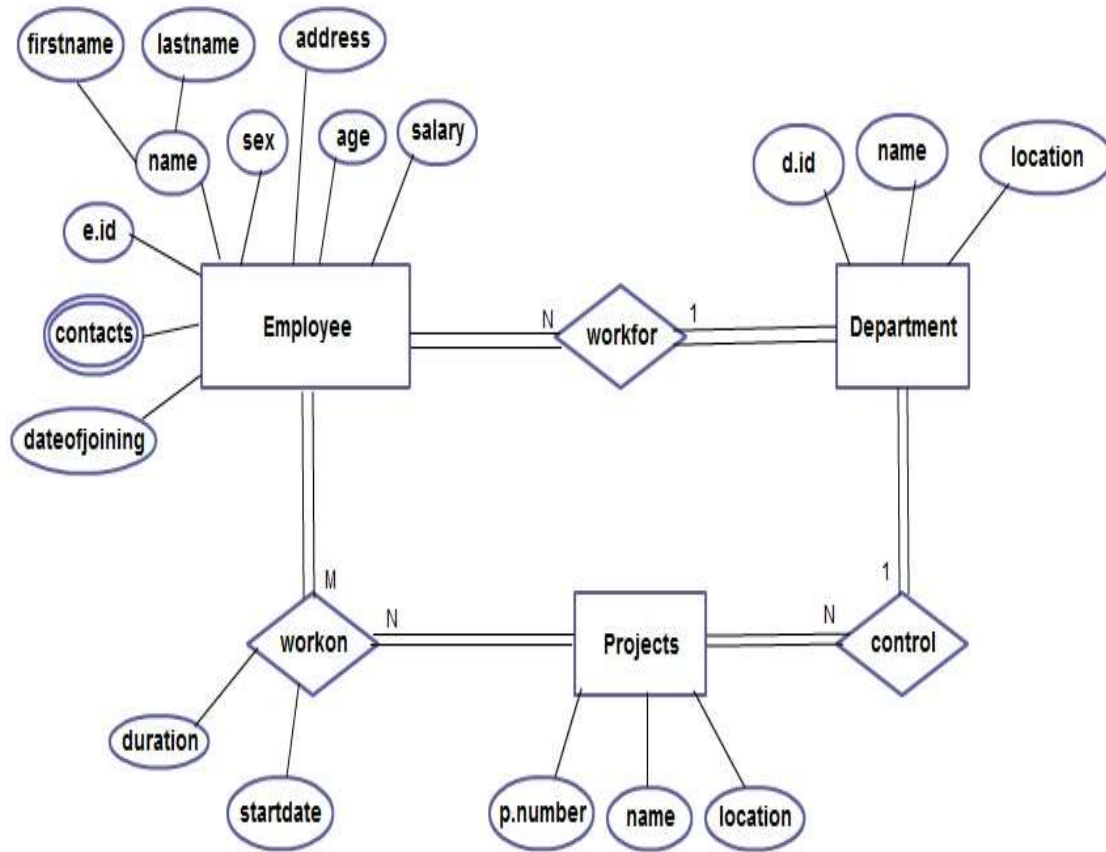 firstname
lastname
address
name
sex
age
salary
d.id
name
location
e.id
contacts
Employee
N
workfor
1
Department
dateofjoining
M
N
workon
Projects
N
1
control
duration
startdate
p.number
name
location